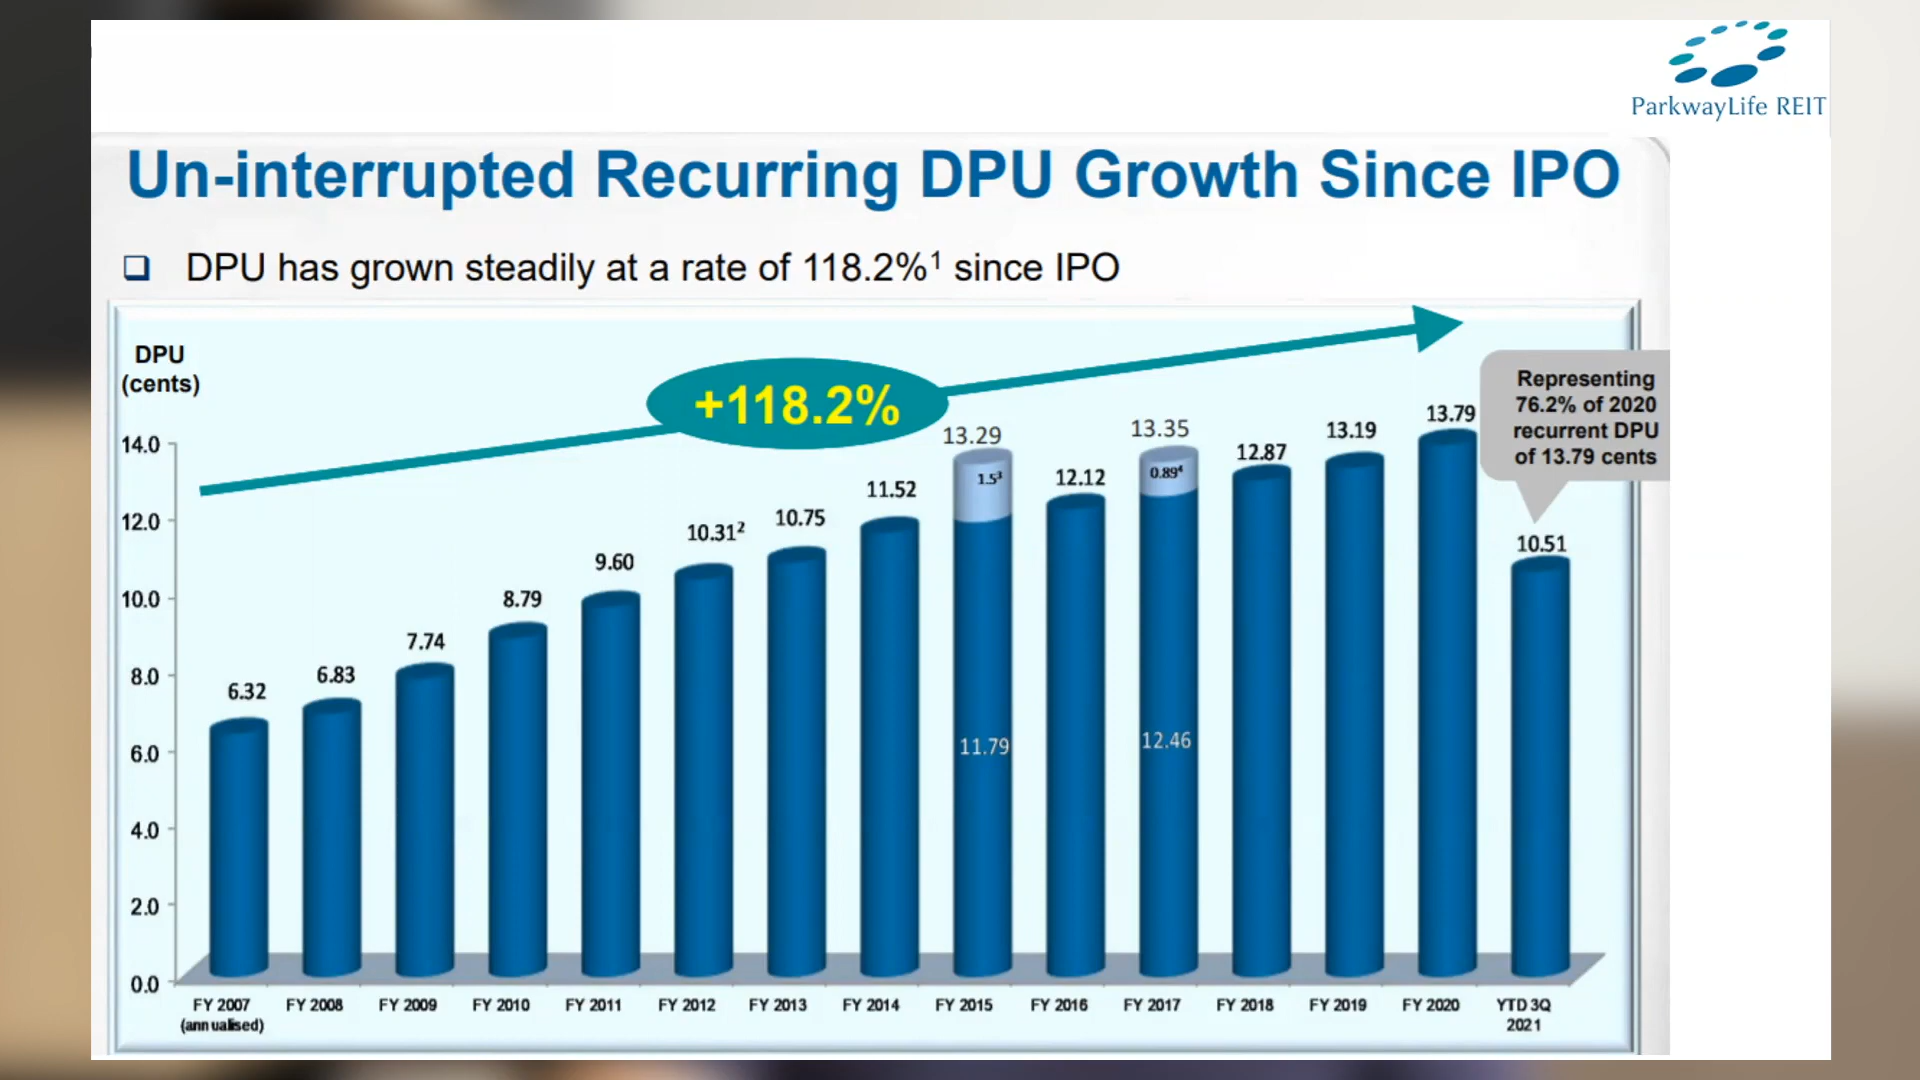 ParkwayLife REIT
Un-interrupted Recurring DPU Growth Since IPO
❑ DPU has grown steadily at a rate of 118.2%¹ since IPO
DPU
(cents)
+118.2%
Representing
76.2% of 2020
recurrent DPU
of 13.79 cents
14.0
12.0
10.0
8.0
6.0
4.0
2.0
0.0
6.32
6.83
7.74
8.79
9.60
10.31²
10.75
11.52
13.29
1.5³
11.79
12.12
13.35
0.89⁴
12.46
12.87
13.19
13.79
10.51
FY 2007
(annualised)
FY 2008
FY 2009
FY 2010
FY 2011
FY 2012
FY 2013
FY 2014
FY 2015
FY 2016
FY 2017
FY 2018
FY 2019
FY 2020
YTD 3Q
2021